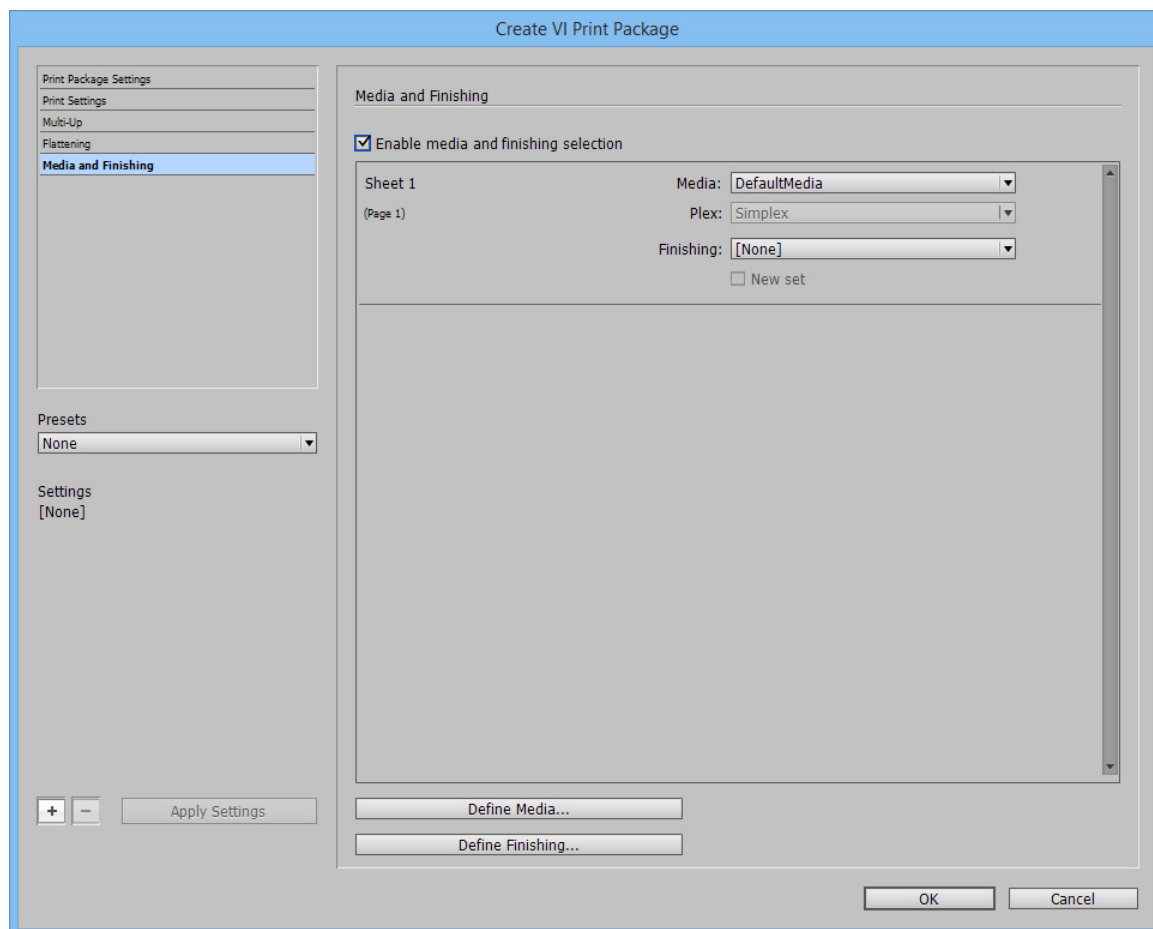 Create VI Print Package
Print Package Settings
Print Settings
Multi-Up
Flattening
Media and Finishing
Presets
None
Settings
[None]
+
−
Apply Settings
Media and Finishing
Enable media and finishing selection
Sheet 1
Media: DefaultMedia
(Page 1)
Plex: Simplex
Finishing: [None]
New set
Define Media...
Define Finishing...
OK
Cancel